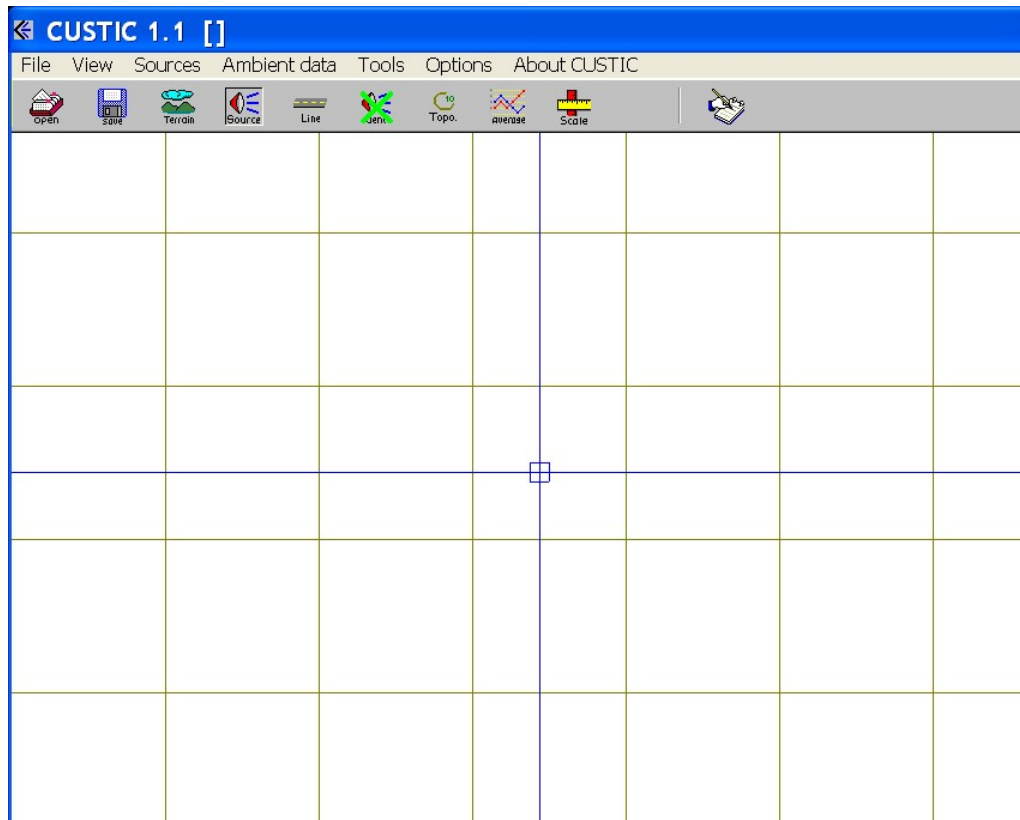 CUSTIC 1.1 []
File View Sources Ambient data Tools Options About CUSTIC
open save Terrain Source Line Topo. average Scale
10